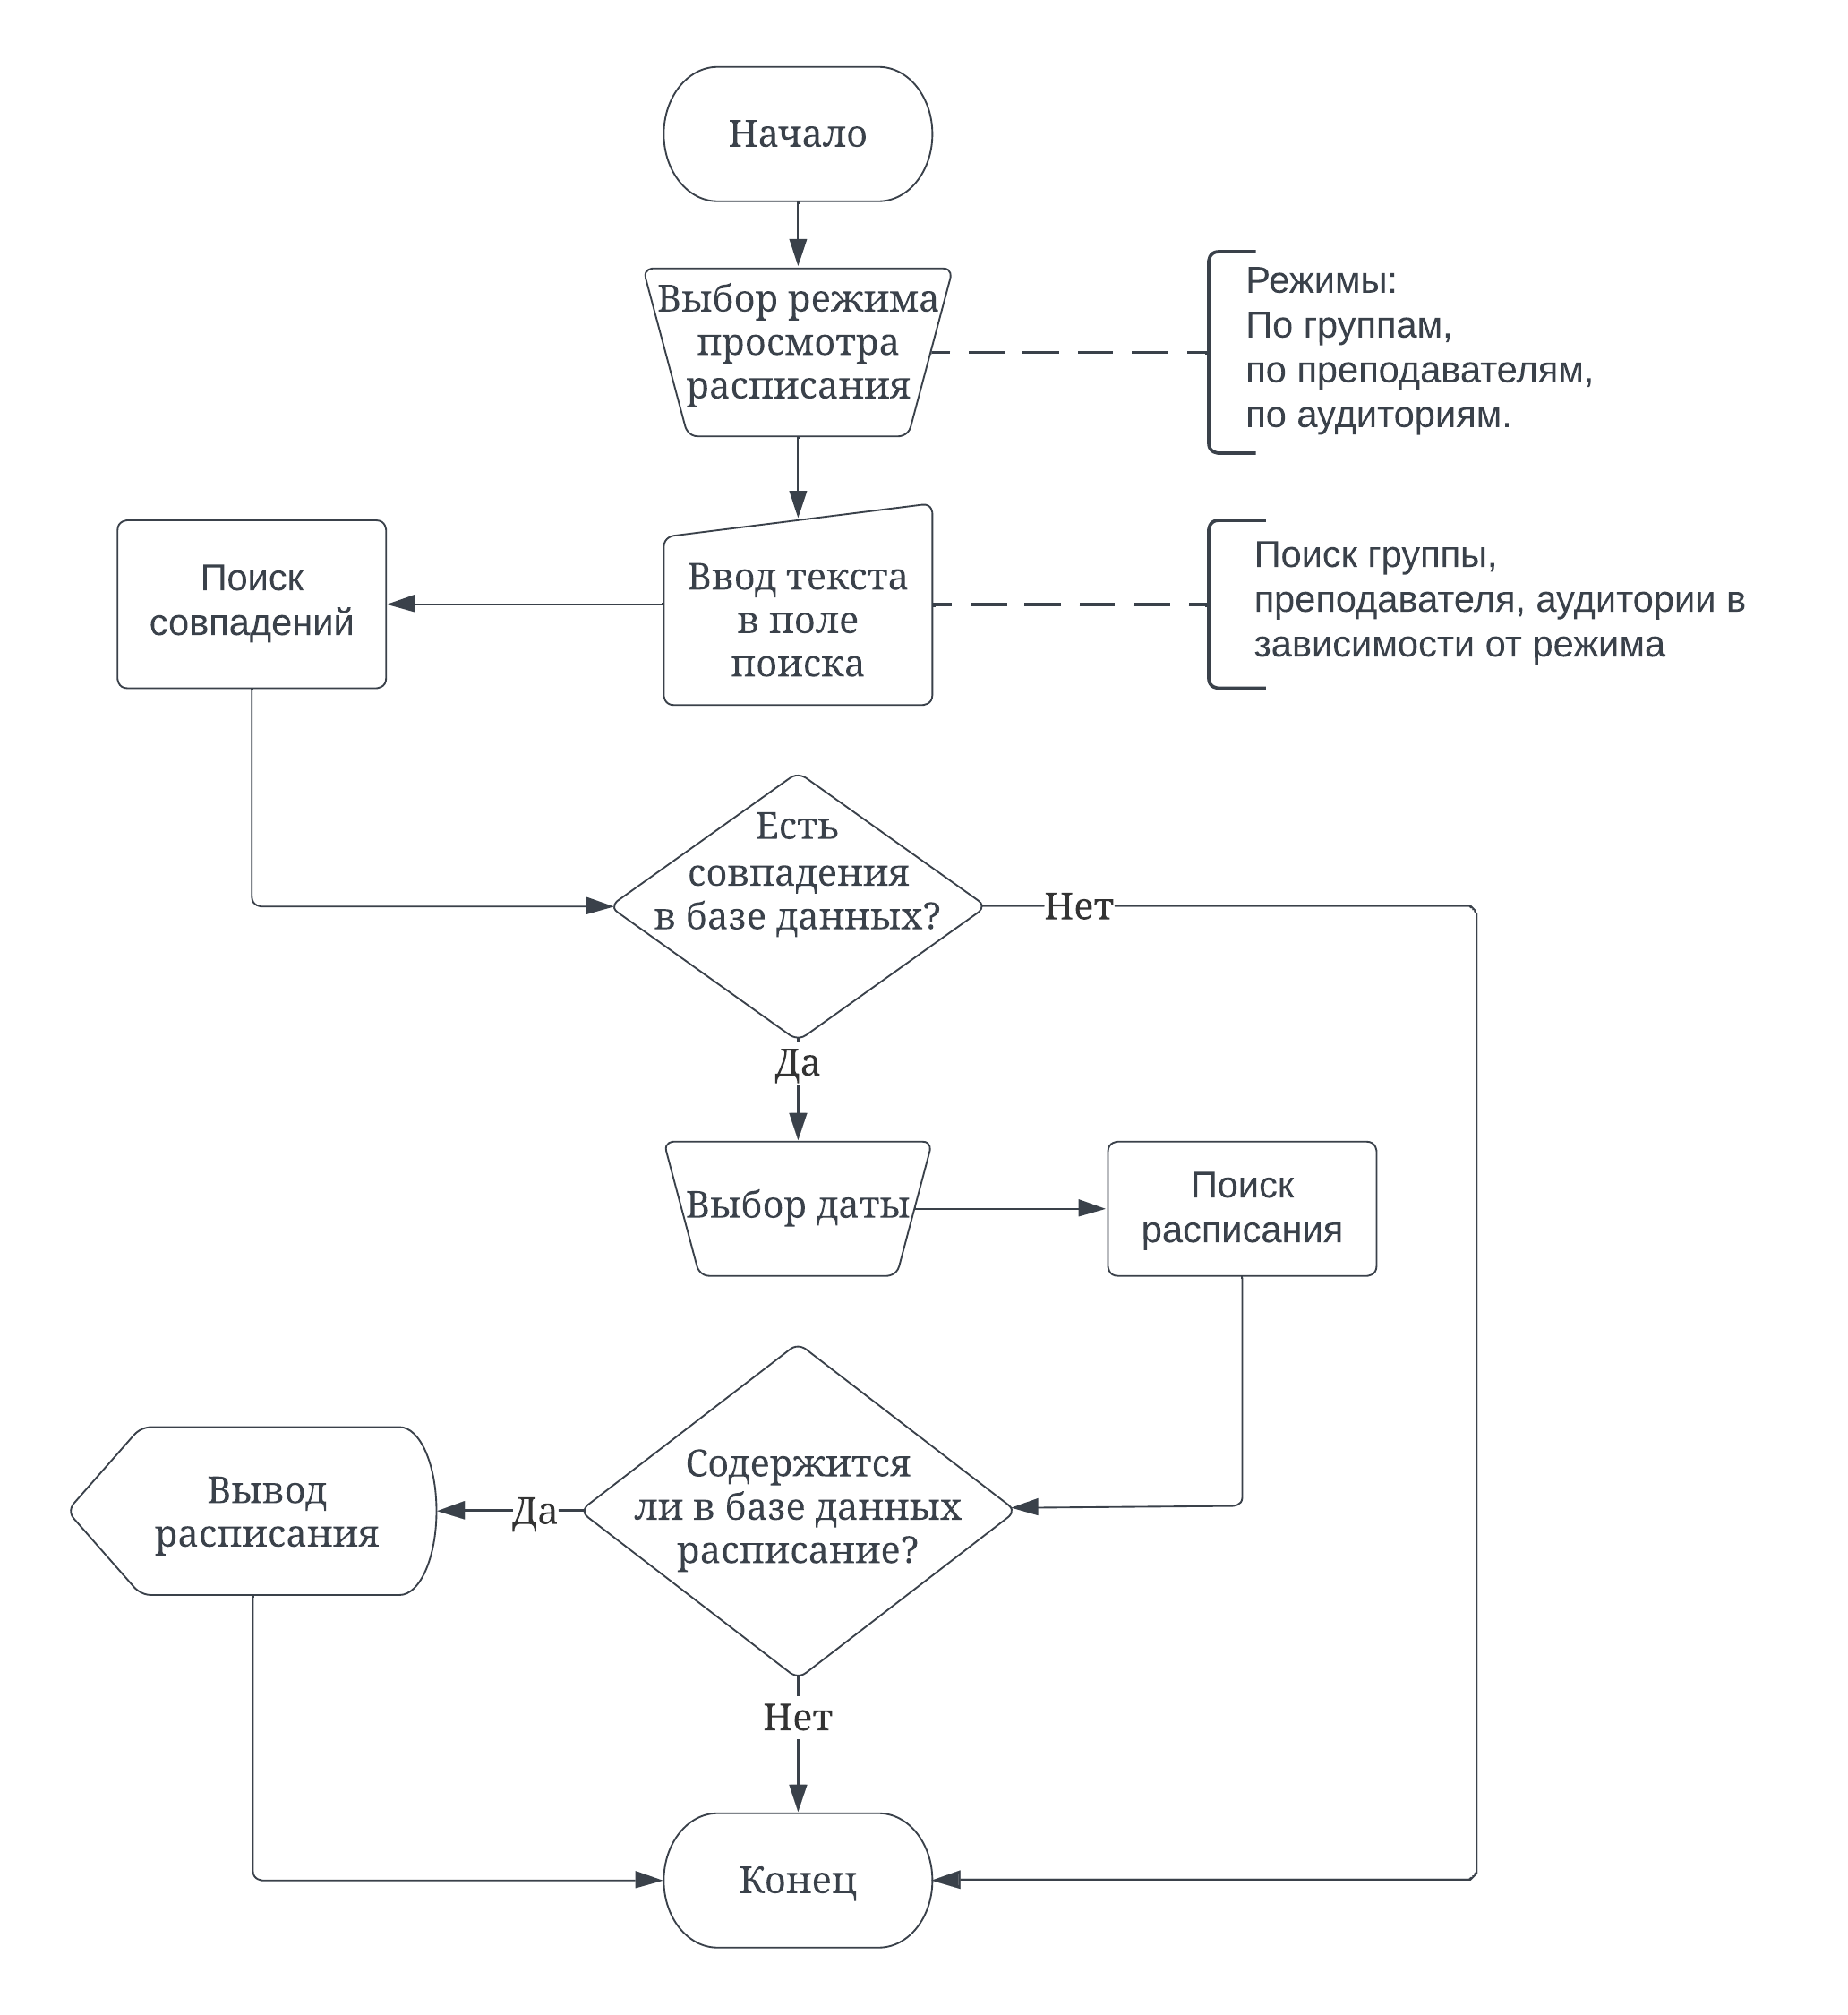 Начало
Выбор режима
просмотра
расписания
Режимы:
По группам,
по преподавателям,
по аудиториям.
Поиск
совпадений
Ввод текста
в поле
поиска
Поиск группы,
преподавателя, аудитории в
зависимости от режима
Есть
совпадения
в базе данных?
Нет
Да
Выбор даты
Поиск
расписания
Содержится
ли в базе данных
расписание?
Да
Вывод
расписания
Нет
Конец